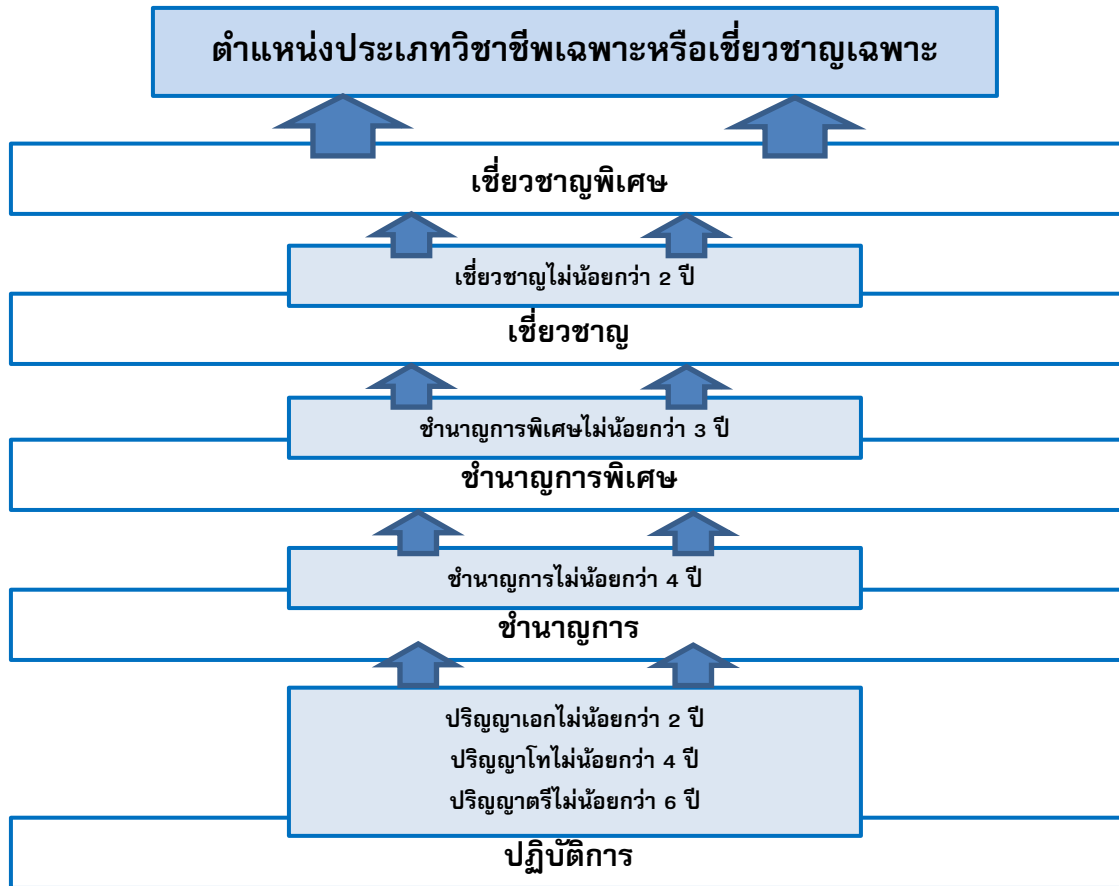 ตำแหน่งประเภทวิชาชีพเฉพาะหรือเชี่ยวชาญเฉพาะ
เชี่ยวชาญพิเศษ
เชี่ยวชาญไม่น้อยกว่า 2 ปี
เชี่ยวชาญ
ชำนาญการพิเศษไม่น้อยกว่า 3 ปี
ชำนาญการพิเศษ
ชำนาญการไม่น้อยกว่า 4 ปี
ชำนาญการ
ปริญญาเอกไม่น้อยกว่า 2 ปี
ปริญญาโทไม่น้อยกว่า 4 ปี
ปริญญาตรีไม่น้อยกว่า 6 ปี
ปฏิบัติการ